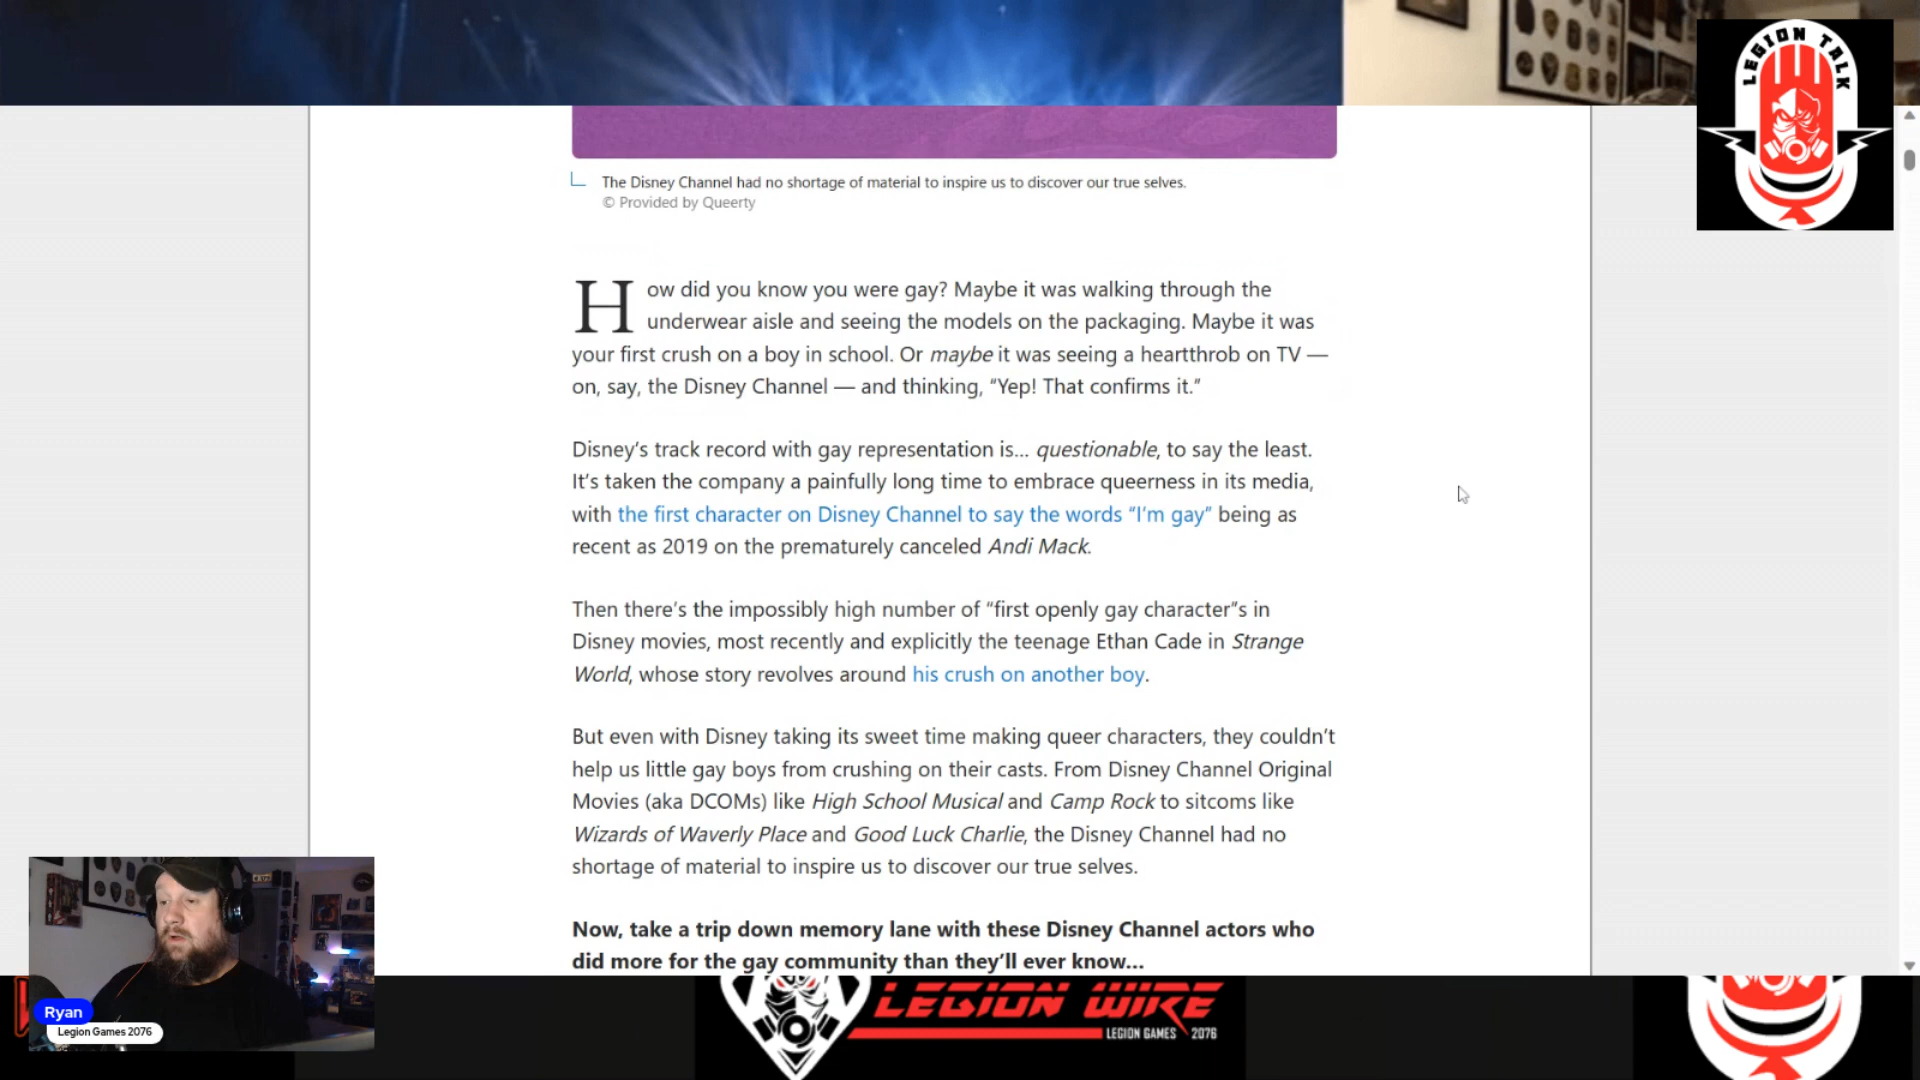 LEGION TALK
The Disney Channel had no shortage of material to inspire us to discover our true selves.
© Provided by Queerty
How did you know you were gay? Maybe it was walking through the
underwear aisle and seeing the models on the packaging. Maybe it was
your first crush on a boy in school. Or maybe it was seeing a heartthrob on TV —
on, say, the Disney Channel — and thinking, “Yep! That confirms it.”
Disney’s track record with gay representation is... questionable, to say the least.
It’s taken the company a painfully long time to embrace queerness in its media,
with the first character on Disney Channel to say the words “I’m gay” being as
recent as 2019 on the prematurely canceled Andi Mack.
Then there’s the impossibly high number of “first openly gay character”s in
Disney movies, most recently and explicitly the teenage Ethan Cade in Strange
World, whose story revolves around his crush on another boy.
But even with Disney taking its sweet time making queer characters, they couldn’t
help us little gay boys from crushing on their casts. From Disney Channel Original
Movies (aka DCOMs) like High School Musical and Camp Rock to sitcoms like
Wizards of Waverly Place and Good Luck Charlie, the Disney Channel had no
shortage of material to inspire us to discover our true selves.
Now, take a trip down memory lane with these Disney Channel actors who
did more for the gay community than they’ll ever know...
Ryan
Legion Games 2076
LEGION WIRE
LEGION GAMES 2076